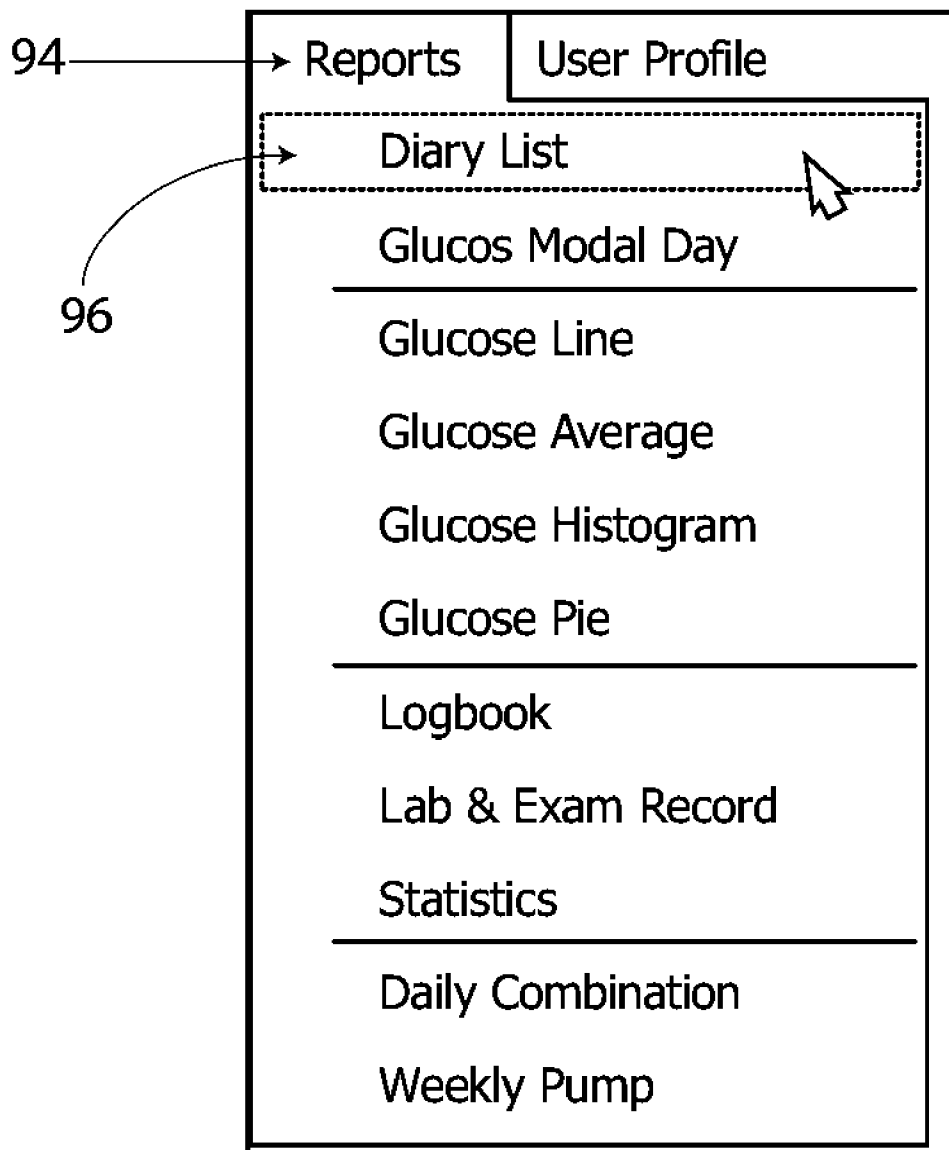 94 Reports User Profile
Diary List
Glucos Modal Day
96
Glucose Line
Glucose Average
Glucose Histogram
Glucose Pie
Logbook
Lab & Exam Record
Statistics
Daily Combination
Weekly Pump